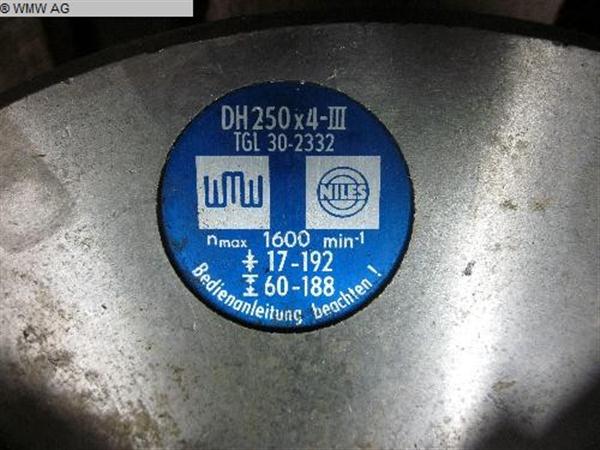 © WMW AG
DH 250 x 4-III
TGL 30-2332
WMW NILES
nmax 1600 min-1
17-192
60-188
Bedienanleitung beachten !